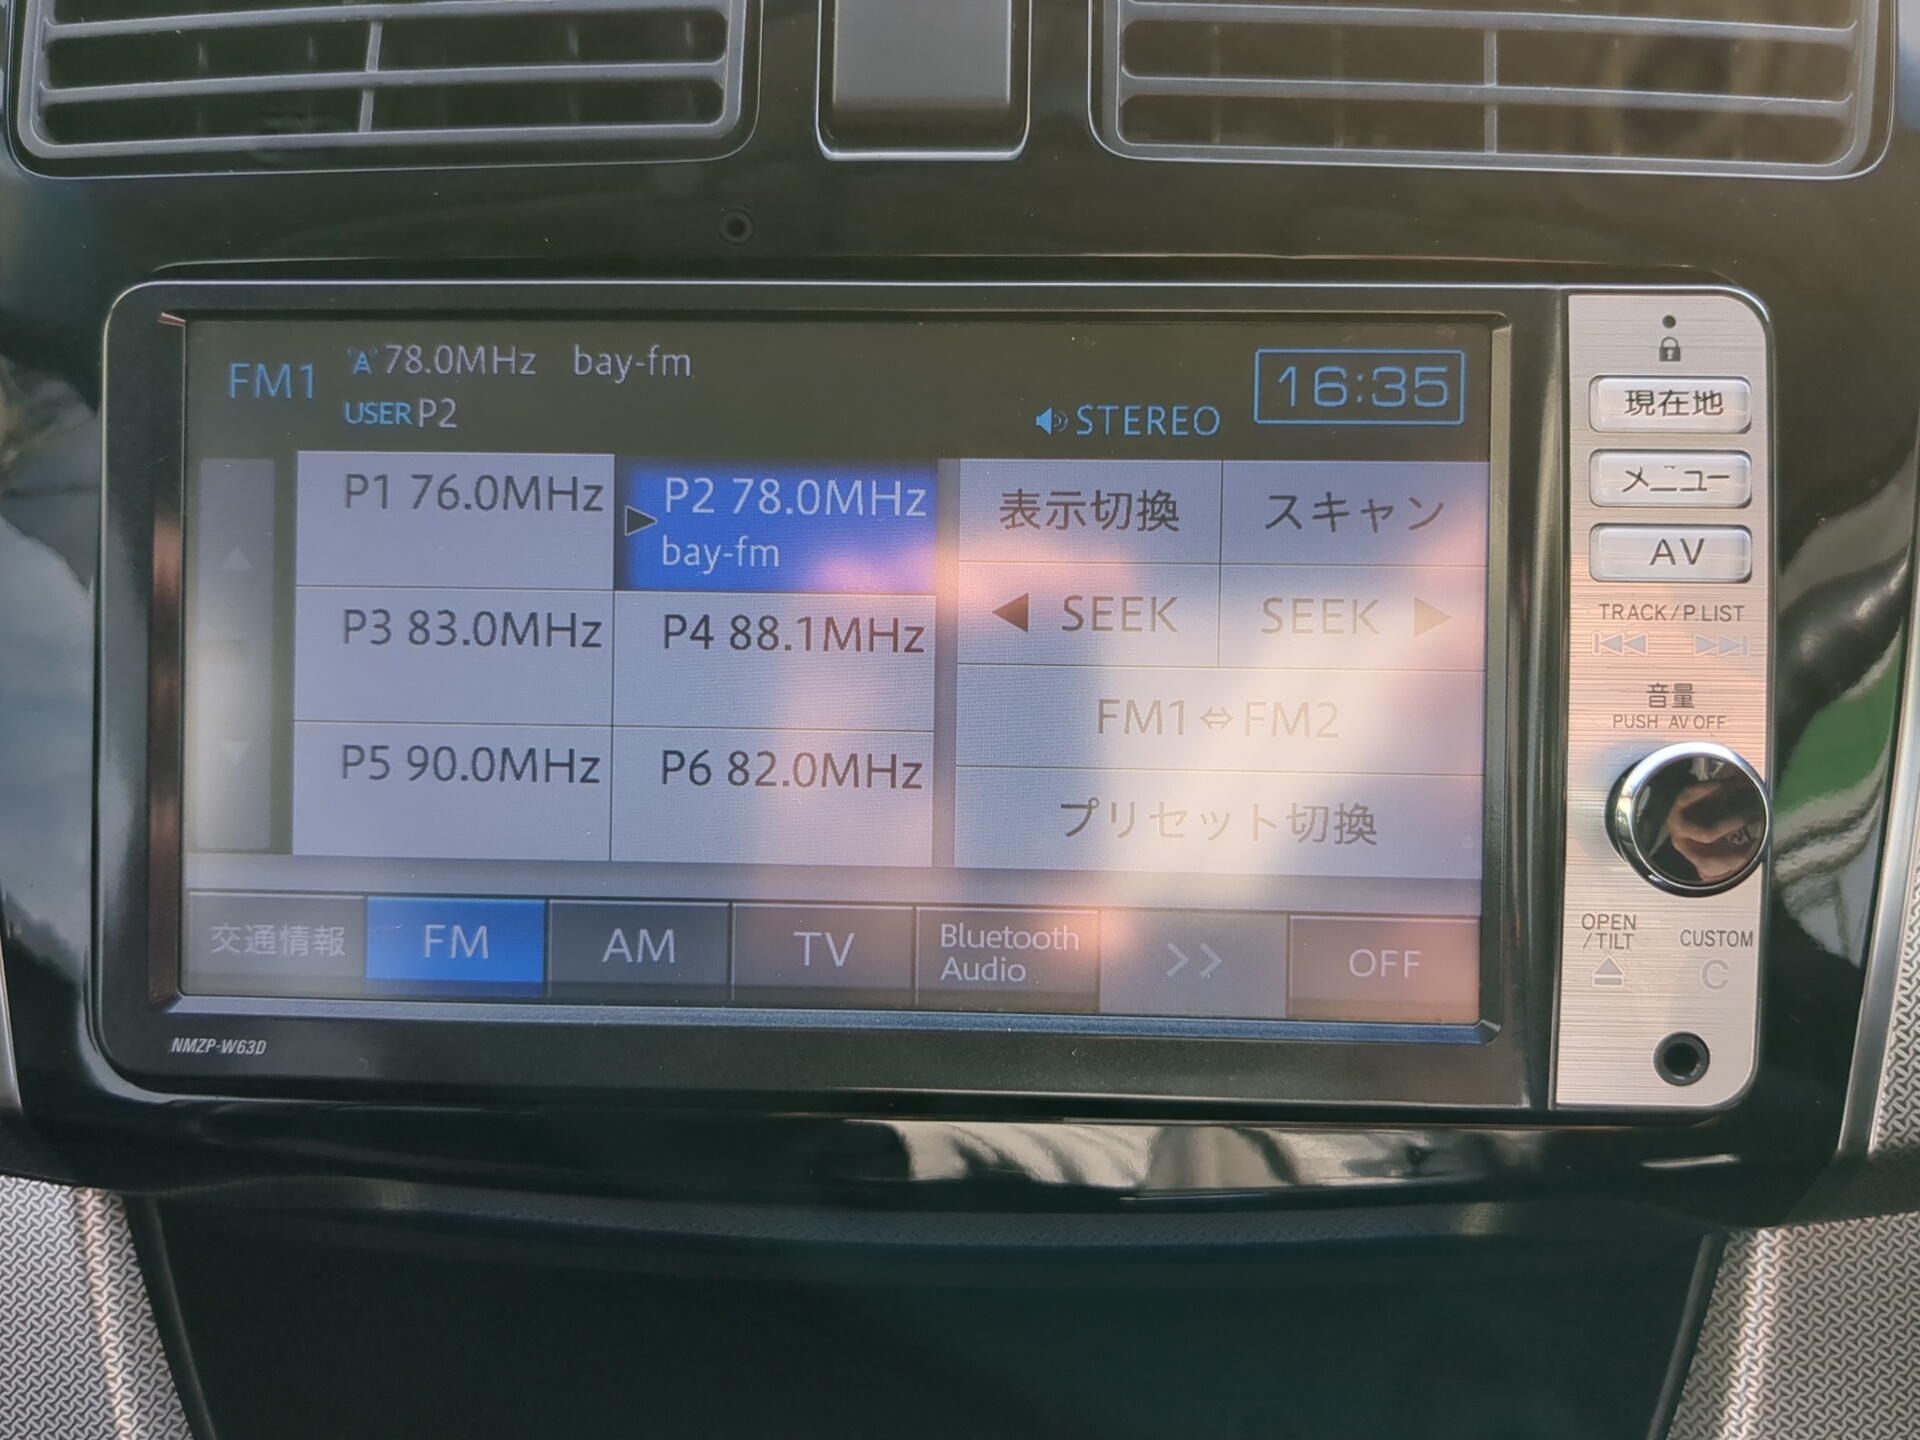 FM1
78.0MHz bay-fm
USER P2
STEREO
16:35
P1 76.0MHz
P2 78.0MHz
bay-fm
P3 83.0MHz
P4 88.1MHz
P5 90.0MHz
P6 82.0MHz
表示切換
スキャン
◀ SEEK
SEEK ▶
FM1⇔FM2
プリセット切換
交通情報
FM
AM
TV
Bluetooth
Audio
>>
OFF
NMZP-W63D
現在地
メニュー
AV
TRACK/P.LIST
音量
PUSH AV OFF
OPEN
/TILT
CUSTOM
C